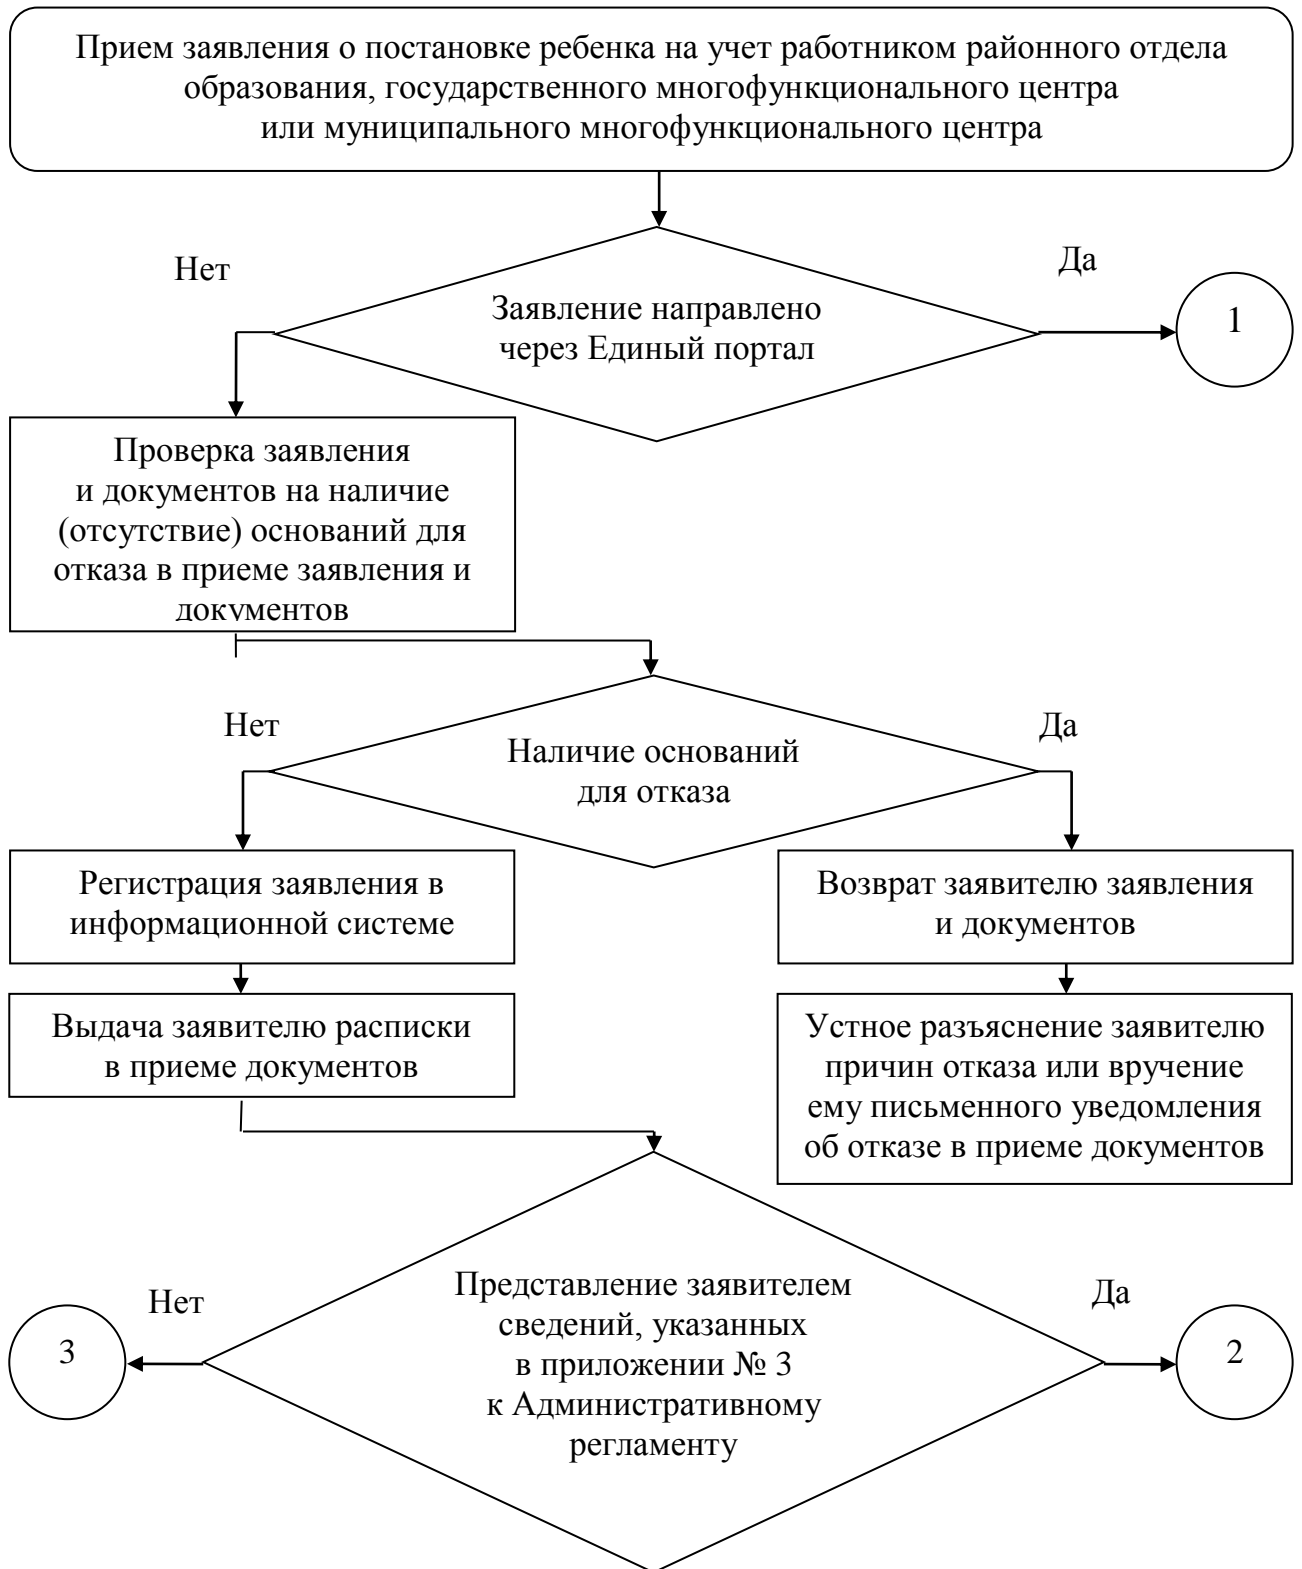 Прием заявления о постановке ребенка на учет работником районного отдела
образования, государственного многофункционального центра
или муниципального многофункционального центра
Нет
Да
Заявление направлено
через Единый портал
1
Проверка заявления
и документов на наличие
(отсутствие) оснований для
отказа в приеме заявления и
документов
Нет
Да
Наличие оснований
для отказа
Регистрация заявления в
информационной системе
Возврат заявителю заявления
и документов
Выдача заявителю расписки
в приеме документов
Устное разъяснение заявителю
причин отказа или вручение
ему письменного уведомления
об отказе в приеме документов
Нет
Да
3
Представление заявителем
сведений, указанных
в приложении № 3
к Административному
регламенту
2